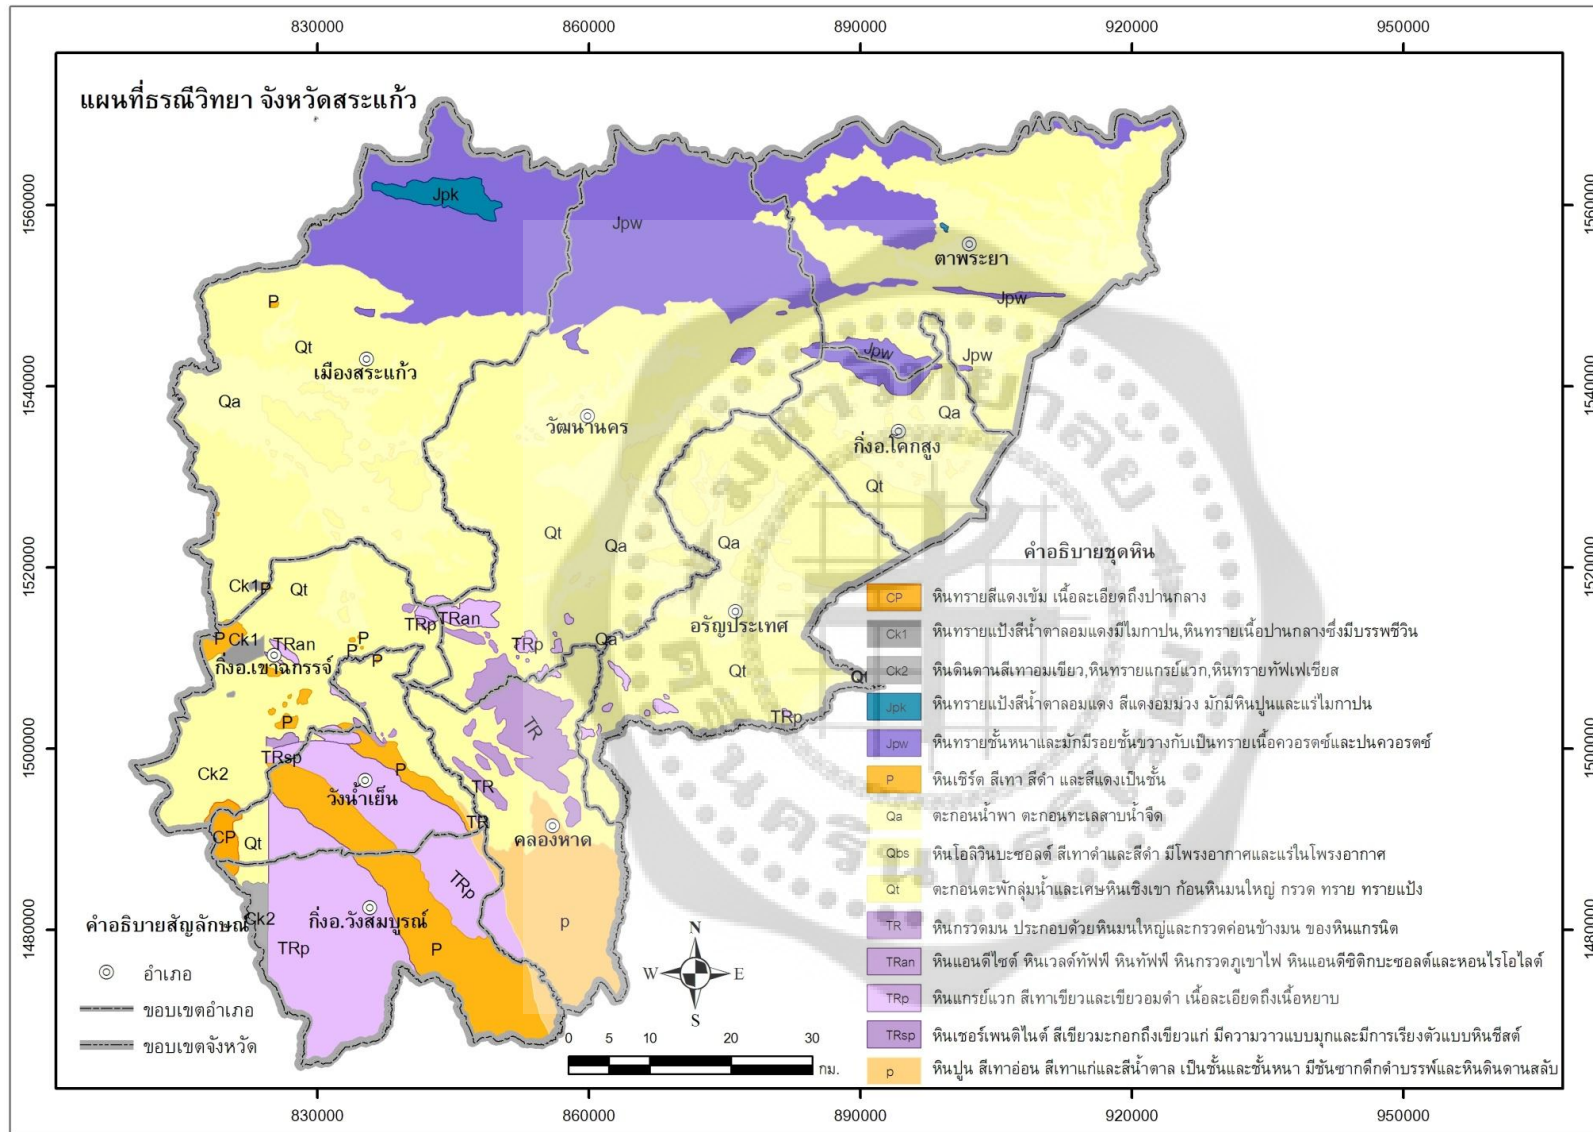 830000 860000 890000 920000 950000
แผนที่ธรณีวิทยา จังหวัดสระแก้ว
1560000 1560000
1540000 1540000
1520000 1520000
1500000 1500000
1480000 1480000
Jpk
Jpw
ตาพระยา
Jpw
P
Qt
เมืองสระแก้ว
Jpw
Jpw
Qa
วัฒนานคร
Qa
กิ่งอ.โคกสูง
Qt
Qt
Qa
Qa
Ck1
P
Qt
TRp
TRan
อรัญประเทศ
P
Ck1
TRan
P
P
P
กิ่งอ.เขาฉกรรจ์
TRp
Qa
Qt
Qt
TRp
P
TR
TRsp
Ck2
P
วังน้ำเย็น
TR
TR
คลองหาด
CP
Qt
TRp
Ck2
กิ่งอ.วังสมบูรณ์
TRp
P
p
คำอธิบายชุดหิน
CP หินทรายสีแดงเข้ม เนื้อละเอียดถึงปานกลาง
Ck1 หินทรายแป้งสีน้ำตาลอมแดงมีไมกาปน,หินทรายเนื้อปานกลางซึ่งมีบรรพชีวิน
Ck2 หินดินดานสีเทาอมเขียว,หินทรายแกรย์แวก,หินทรายทัฟเฟเซียส
Jpk หินทรายแป้งสีน้ำตาลอมแดง สีแดงอมม่วง มักมีหินปูนและแร่ไมกาปน
Jpw หินทรายชั้นหนาและมักมีรอยชั้นขวางกับเป็นทรายเนื้อควอรตซ์และปนควอรตซ์
P หินเชิร์ต สีเทา สีดำ และสีแดงเป็นชั้น
Qa ตะกอนน้ำพา ตะกอนทะเลสาบน้ำจืด
Qbs หินโอลิวินบะซอลต์ สีเทาดำและสีดำ มีโพรงอากาศและแร่ในโพรงอากาศ
Qt ตะกอนตะพักลุ่มน้ำและเศษหินเชิงเขา ก้อนหินมนใหญ่ กรวด ทราย ทรายแป้ง
TR หินกรวดมน ประกอบด้วยหินมนใหญ่และกรวดค่อนข้างมน ของหินแกรนิต
TRan หินแอนดีไซต์ หินเวลด์ทัฟฟ์ หินทัฟฟ์ หินกรวดภูเขาไฟ หินแอนดีซิติกบะซอลต์และหอนไรโอไลต์
TRp หินแกรย์แวก สีเทาเขียวและเขียวอมดำ เนื้อละเอียดถึงเนื้อหยาบ
TRsp หินเซอร์เพนติไนต์ สีเขียวมะกอกถึงเขียวแก่ มีความวาวแบบมุกและมีการเรียงตัวแบบหินชีสต์
p หินปูน สีเทาอ่อน สีเทาแก่และสีน้ำตาล เป็นชั้นและชั้นหนา มีชั้นซากดึกดำบรรพ์และหินดินดานสลับ
คำอธิบายสัญลักษณ์
อำเภอ
ขอบเขตอำเภอ
ขอบเขตจังหวัด
N
W E
S
0 5 10 20 30
กม.
830000 860000 890000 920000 950000